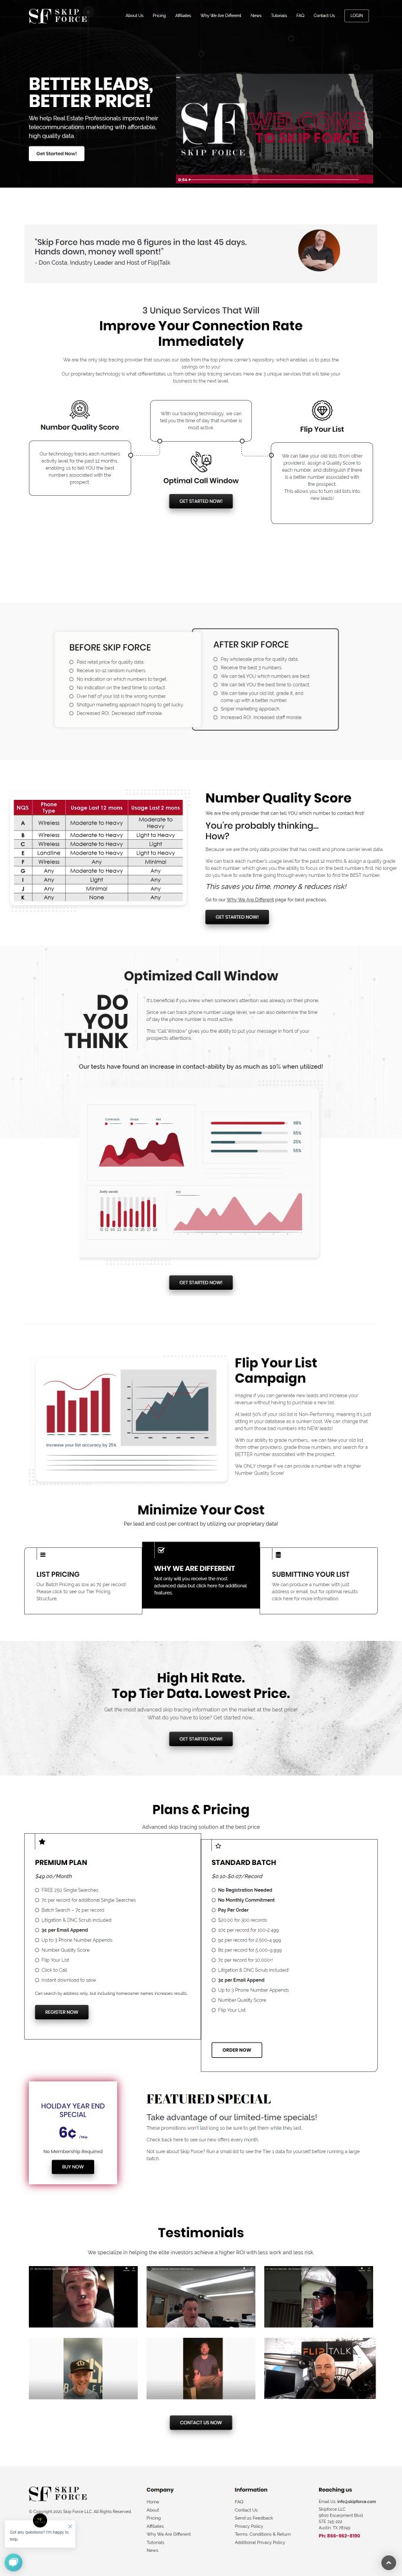 SF SKIP FORCE
About Us Pricing Affiliates Why We Are Different News Tutorials FAQ Contact Us LOGIN
BETTER LEADS,
BETTER PRICE!
We help Real Estate Professionals improve their
telecommunications marketing with affordable,
high quality data.
Get Started Now!
WELCOME
TO SKIP FORCE
SF
SKIP FORCE
0:54
"Skip Force has made me 6 figures in the last 45 days.
Hands down, money well spent!"
- Don Costa, Industry Leader and Host of Flip|Talk
3 Unique Services That Will
Improve Your Connection Rate
Immediately
We are the only skip tracing provider that sources our data from the top phone carrier's repository, which enables us to pass the
savings on to you!
Our proprietary technology is what differentiates us from other skip tracing services. Here are 3 unique services that will take your
business to the next level.
Number Quality Score
Our technology tracks each numbers
activity level for the past 12 months,
enabling us to tell YOU the best
numbers associated with the
prospect.
With our tracking technology, we can
tell you the time of day that number is
most active.
Optimal Call Window
GET STARTED NOW!
Flip Your List
We can take your old lists (from other
providers), assign a Quality Score to
each number, and distinguish if there
is a better number associated with
the prospect.
This allows you to turn old lists into
new leads!
BEFORE SKIP FORCE
Paid retail price for quality data.
Receive 10-12 random numbers.
No indication on which numbers to target.
No indication on the best time to contact.
Over half of your list is the wrong number.
Shotgun marketing approach hoping to get lucky.
Decreased ROI. Decreased staff morale.
AFTER SKIP FORCE
Pay wholesale price for quality data.
Receive the best 3 numbers.
We can tell YOU which numbers are best.
We can tell YOU the best time to contact.
We can take your old list, grade it, and
come up with a better number.
Sniper marketing approach.
Increased ROI. Increased staff morale.
NQS Phone Type Usage Last 12 mons Usage Last 2 mons
A Wireless Moderate to Heavy Moderate to Heavy
B Wireless Moderate to Heavy Light to Heavy
C Wireless Moderate to Heavy Light
E Landline Moderate to Heavy Light to Heavy
F Wireless Any Minimal
G Any Moderate to Heavy Any
I Any Light Any
J Any Minimal Any
K Any None Any
Number Quality Score
We are the only provider that can tell YOU which number to contact first!
You're probably thinking...
How?
Because we are the only data provider that has credit and phone carrier level data.
We can track each number's usage level for the past 12 months & assign a quality grade
to each number; which gives you the ability to focus on the best numbers first. No longer
do you have to waste time going through every number to find the BEST number.
This saves you time, money & reduces risk!
Go to our Why We Are Different page for best practices.
GET STARTED NOW!
Optimized Call Window
DO
YOU
THINK
It's beneficial if you knew when someone's attention was already on their phone.
Since we can track phone number usage level, we can also determine the time
of day the phone number is most active.
This "Call Window" gives you the ability to put your message in front of your
prospects attentions.
Our tests have found an increase in contact-ability by as much as 10% when utilized!
GET STARTED NOW!
Increase your list accuracy by 25%
Flip Your List
Campaign
Imagine if you can generate new leads and increase your
revenue without having to purchase a new list.
At least 50% of your old list is Non-Performing, meaning it's just
sitting in your database as a sunken cost. We can change that
and turn those bad numbers into NEW leads!
With our ability to grade numbers, we can take your old list
(from other providers), grade those numbers, and search for a
BETTER number associated with the prospect.
We ONLY charge if we can provide a number with a higher
Number Quality Score!
Minimize Your Cost
Per lead and cost per contract by utilizing our proprietary data!
LIST PRICING
Our Batch Pricing as low as 7¢ per record!
Please click to see our Tier Pricing
Structure.
WHY WE ARE DIFFERENT
Not only will you receive the most
advanced data but click here for additional
features.
SUBMITTING YOUR LIST
We can produce a number with just
address or email, but for optimal results
click here for more information.
High Hit Rate.
Top Tier Data. Lowest Price.
Get the most advanced skip tracing information on the market at the best price!
What do you have to lose? Get started now...
GET STARTED NOW!
Plans & Pricing
Advanced skip tracing solution at the best price
PREMIUM PLAN
$49.00/Month
FREE 250 Single Searches
7¢ per record for additional Single Searches
Batch Search – 7¢ per record
Litigation & DNC Scrub included
3¢ per Email Append
Up to 3 Phone Number Appends
Number Quality Score
Flip Your List
Click to Call
Instant download to save
Can search by address only, but including homeowner names increases results.
REGISTER NOW
STANDARD BATCH
$0.10-$0.07/Record
No Registration Needed
No Monthly Commitment
Pay Per Order
$20.00 for 300 records
10¢ per record for 100-2,499
9¢ per record for 2,500-4,999
8¢ per record for 5,000-9,999
7¢ per record for 10,000+!
Litigation & DNC Scrub Included!
3¢ per Email Append
Up to 3 Phone Number Appends
Number Quality Score
Flip Your List
ORDER NOW
HOLIDAY YEAR END
SPECIAL
6¢ /Skip
No Membership Required
BUY NOW
FEATURED SPECIAL
Take advantage of our limited-time specials!
These promotions won't last long so be sure to get them while they last.
Check back here to see our new offers every month.
Not sure about Skip Force? Run a small list to see the Tier 1 data for yourself before running a large
batch.
Testimonials
We specialize in helping the elite investors achieve a higher ROI with less work and less risk.
FLIP TALK
CONTACT US NOW
SF SKIP FORCE
© Copyright 2021 Skip Force LLC. All Rights Reserved.
Got any questions? I'm happy to
help.
Company
Home
About
Pricing
Affiliates
Why We Are Different
Tutorials
News
Information
FAQ
Contact Us
Send us Feedback
Privacy Policy
Terms, Conditions & Return
Additional Privacy Policy
Reaching us
Email Us: info@skipforce.com
Skipforce LLC
9600 Escarpment Blvd
Austin, TX 78749
Ph: 866-962-8190